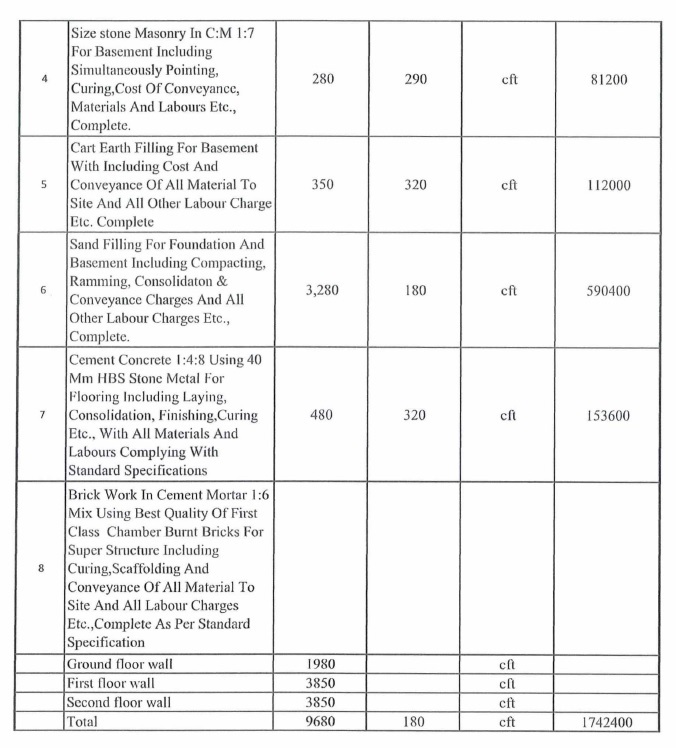 Size stone Masonry In C:M 1:7
For Basement Including
Simultaneously Pointing,
4 Curing,Cost Of Conveyance, 280 290 cft 81200
Materials And Labours Etc.,
Complete.
Cart Earth Filling For Basement
With Including Cost And
5 Conveyance Of All Material To 350 320 cft 112000
Site And All Other Labour Charge
Etc. Complete
Sand Filling For Foundation And
Basement Including Compacting,
6 Ramming, Consolidaton & 3,280 180 cft 590400
Conveyance Charges And All
Other Labour Charges Etc.,
Complete.
Cement Concrete 1:4:8 Using 40
Mm HBS Stone Metal For
Flooring Including Laying,
7 Consolidation, Finishing,Curing 480 320 cft 153600
Etc., With All Materials And
Labours Complying With
Standard Specifications
Brick Work In Cement Mortar 1:6
Mix Using Best Quality Of First
Class Chamber Burnt Bricks For
Super Structure Including
8 Curing,Scaffolding And
Conveyance Of All Material To
Site And All Labour Charges
Etc.,Complete As Per Standard
Specification
Ground floor wall 1980 cft
First floor wall 3850 cft
Second floor wall 3850 cft
Total 9680 180 cft 1742400